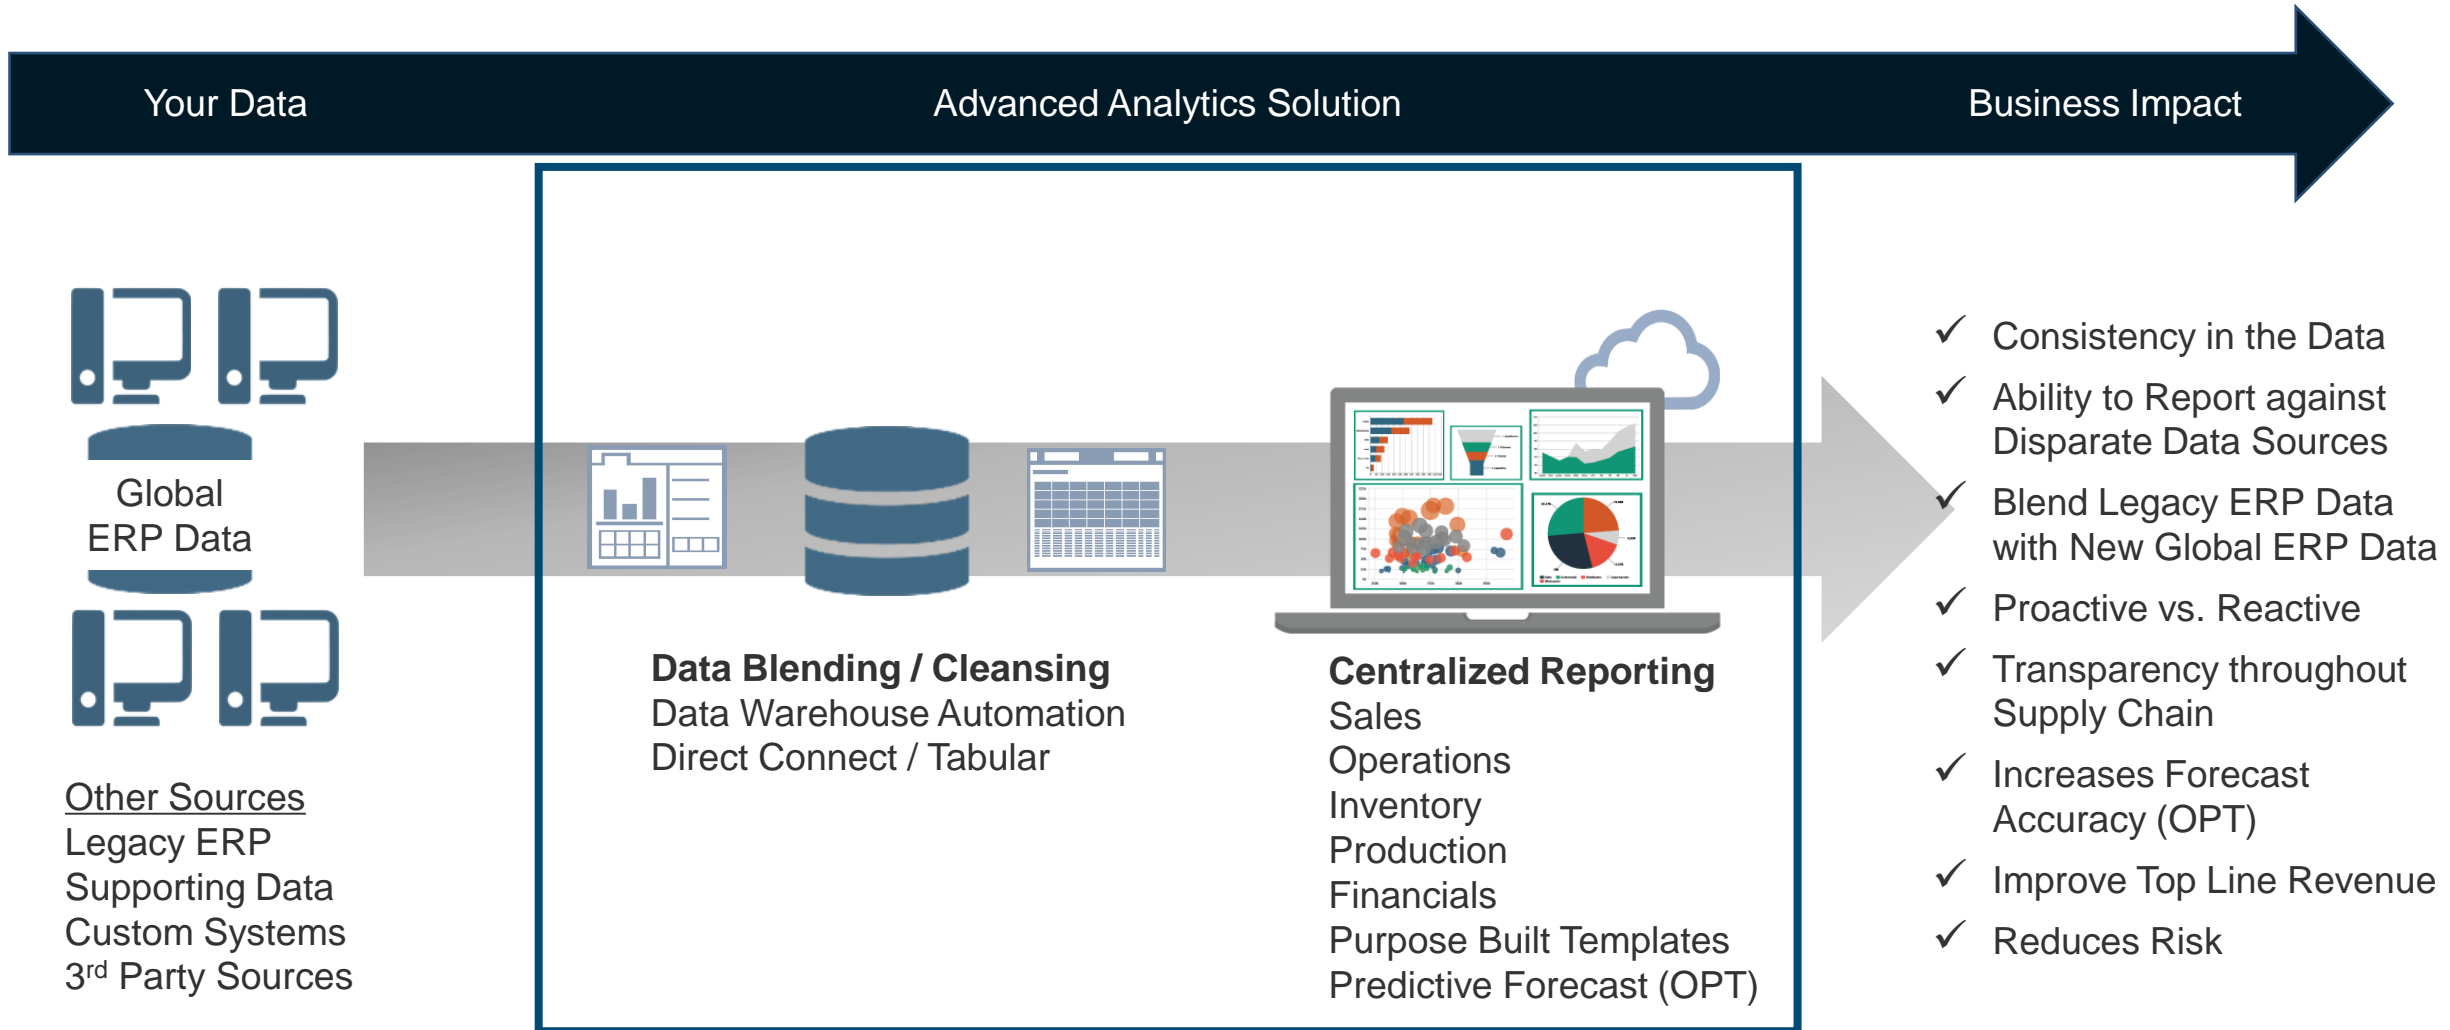 Your Data
Advanced Analytics Solution
Business Impact
Global
ERP Data
Other Sources
Legacy ERP
Supporting Data
Custom Systems
3rd Party Sources
Data Blending / Cleansing
Data Warehouse Automation
Direct Connect / Tabular
Centralized Reporting
Sales
Operations
Inventory
Production
Financials
Purpose Built Templates
Predictive Forecast (OPT)
✓ Consistency in the Data
✓ Ability to Report against
Disparate Data Sources
✓ Blend Legacy ERP Data
with New Global ERP Data
✓ Proactive vs. Reactive
✓ Transparency throughout
Supply Chain
✓ Increases Forecast
Accuracy (OPT)
✓ Improve Top Line Revenue
✓ Reduces Risk